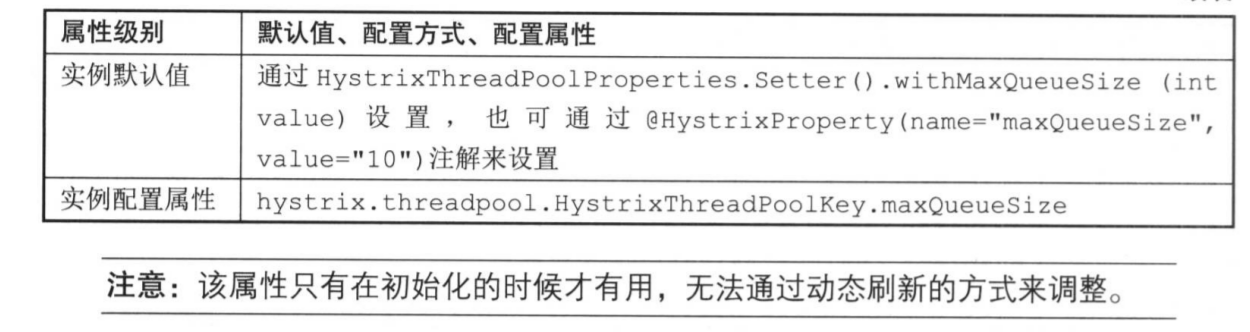 属性级别 默认值、配置方式、配置属性
实例默认值 通过 HystrixThreadPoolProperties.Setter().withMaxQueueSize (int
value) 设置，也可通过@HystrixProperty(name="maxQueueSize",
value="10")注解来设置
实例配置属性 hystrix.threadpool.HystrixThreadPoolKey.maxQueueSize
注意：该属性只有在初始化的时候才有用，无法通过动态刷新的方式来调整。